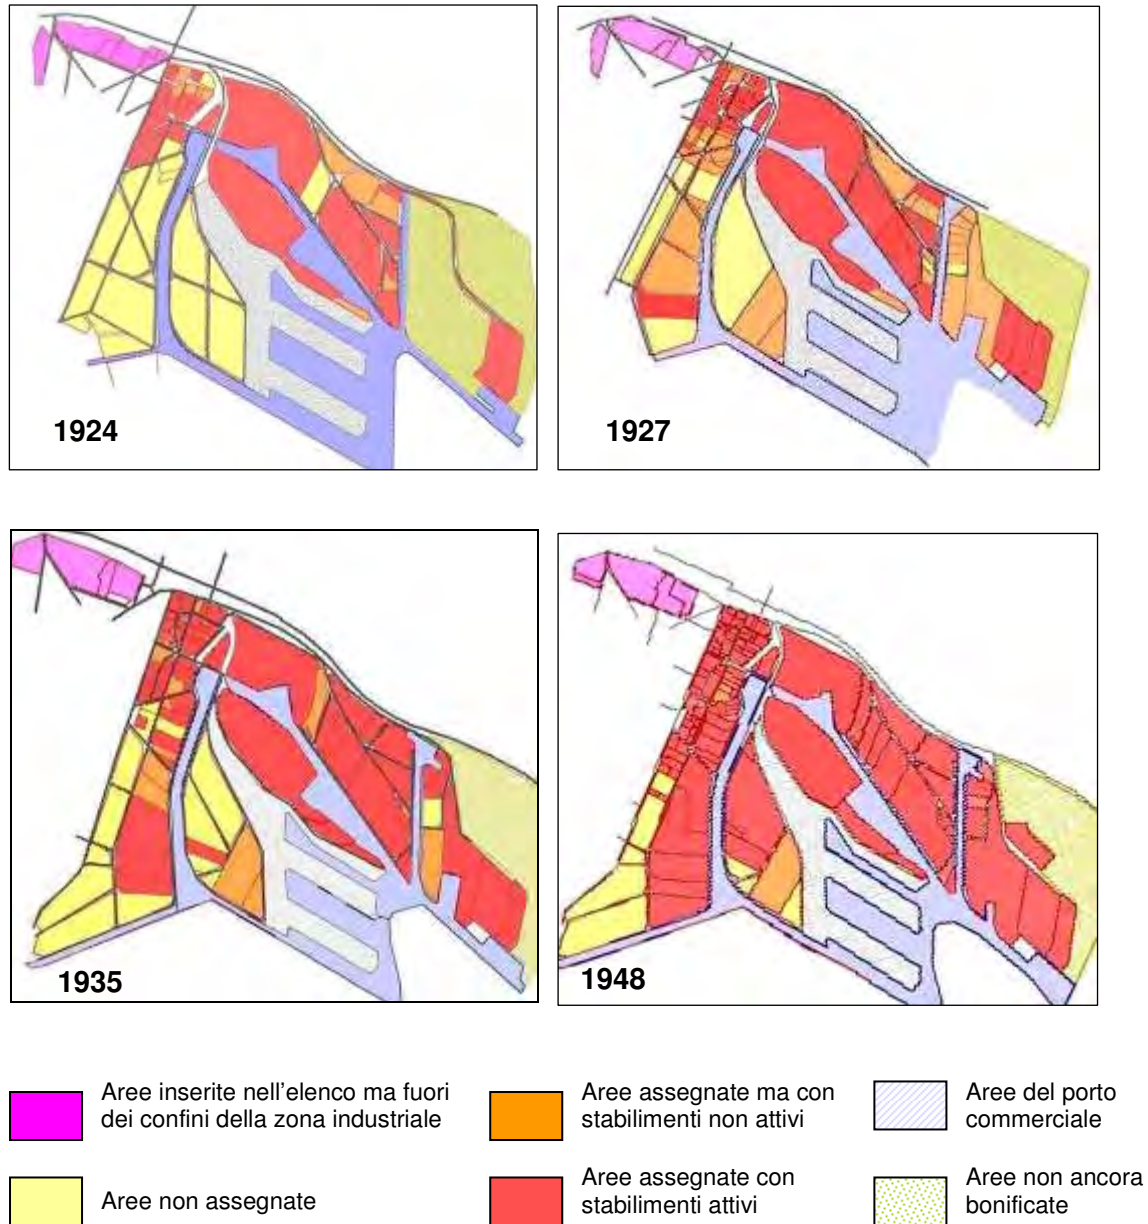 1924
1927
1935
1948
Aree inserite nell'elenco ma fuori
dei confini della zona industriale
Aree assegnate ma con
stabilimenti non attivi
Aree del porto
commerciale
Aree non assegnate
Aree assegnate con
stabilimenti attivi
Aree non ancora
bonificate